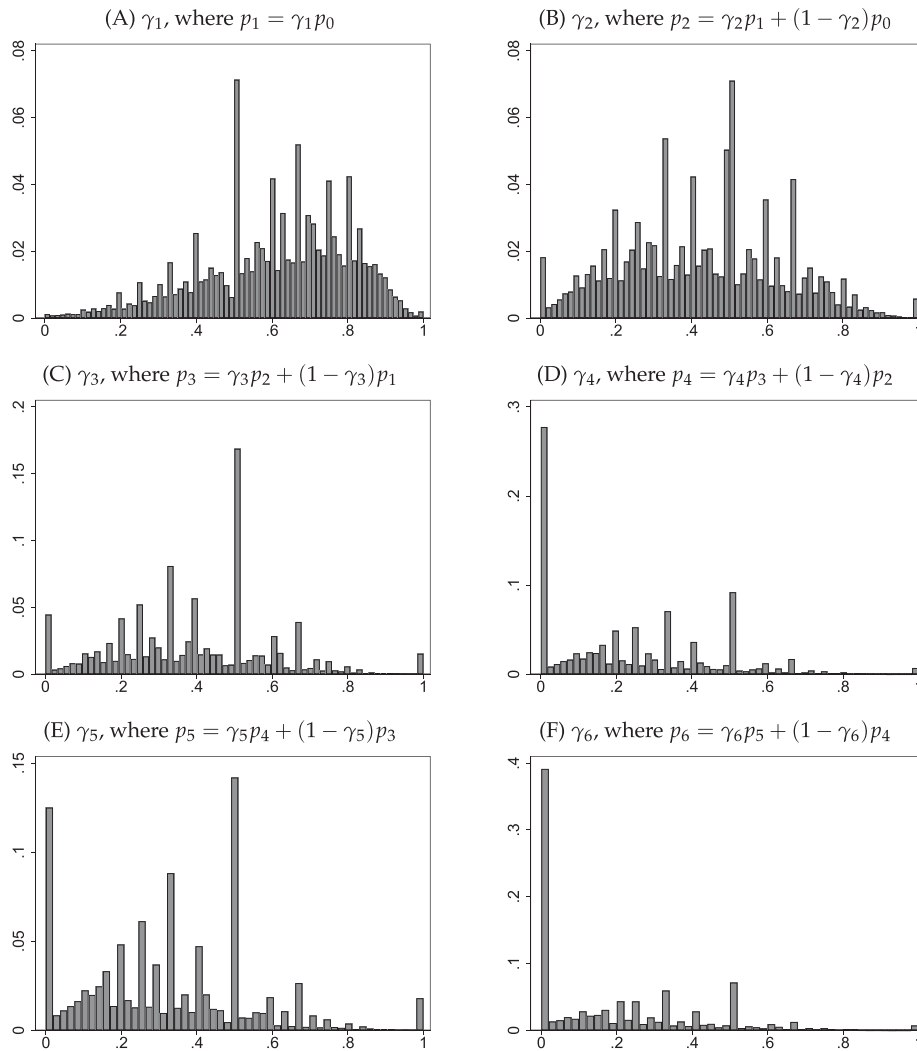 (A) γ₁, where p₁ = γ₁p₀
(B) γ₂, where p₂ = γ₂p₁ + (1 − γ₂)p₀
.08
.06
.04
.02
0
0 .2 .4 .6 .8 1
.08
.06
.04
.02
0
0 .2 .4 .6 .8 1
(C) γ₃, where p₃ = γ₃p₂ + (1 − γ₃)p₁
(D) γ₄, where p₄ = γ₄p₃ + (1 − γ₄)p₂
.2
.15
.1
.05
0
0 .2 .4 .6 .8 1
.3
.2
.1
0
0 .2 .4 .6 .8 1
(E) γ₅, where p₅ = γ₅p₄ + (1 − γ₅)p₃
(F) γ₆, where p₆ = γ₆p₅ + (1 − γ₆)p₄
.15
.1
.05
0
0 .2 .4 .6 .8 1
.4
.3
.2
.1
0
0 .2 .4 .6 .8 1